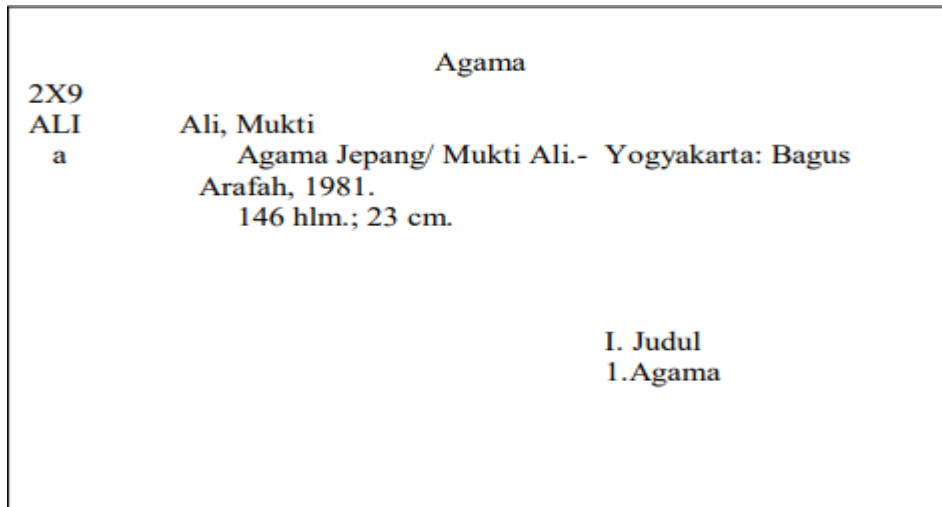 Agama
2X9
ALI Ali, Mukti
a Agama Jepang/ Mukti Ali.- Yogyakarta: Bagus
Arafah, 1981.
146 hlm.; 23 cm.
I. Judul
1.Agama